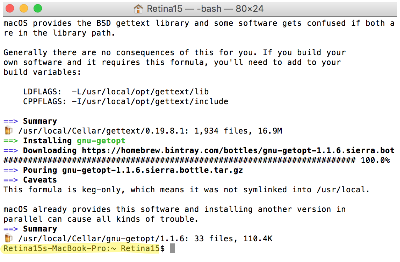 Retina15 — -bash — 80×24
macOS provides the BSD gettext library and some software gets confused if both a
re in the library path.
Generally there are no consequences of this for you. If you build your
own software and it requires this formula, you'll need to add to your
build variables:
LDFLAGS:  -L/usr/local/opt/gettext/lib
CPPFLAGS: -I/usr/local/opt/gettext/include
==> Summary
🍺 /usr/local/Cellar/gettext/0.19.8.1: 1,934 files, 16.9M
==> Installing gnu-getopt
==> Downloading https://homebrew.bintray.com/bottles/gnu-getopt-1.1.6.sierra.bot
######################################################################## 100.0%
==> Pouring gnu-getopt-1.1.6.sierra.bottle.tar.gz
==> Caveats
This formula is keg-only, which means it was not symlinked into /usr/local.
macOS already provides this software and installing another version in
parallel can cause all kinds of trouble.
==> Summary
🍺 /usr/local/Cellar/gnu-getopt/1.1.6: 33 files, 110.4K
Retina15s-MacBook-Pro:~ Retina15$